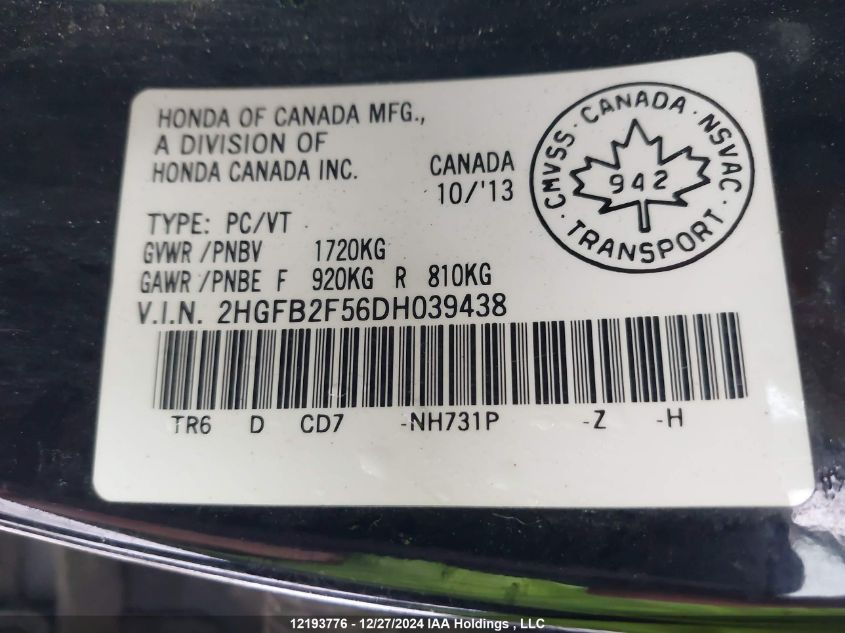 HONDA OF CANADA MFG.,
A DIVISION OF
HONDA CANADA INC.
CANADA
10/'13
CMVSS · CANADA · NSVAC · TRANSPORT ·
942
TYPE: PC/VT
GVWR /PNBV 1720KG
GAWR /PNBE F 920KG R 810KG
V.I.N. 2HGFB2F56DH039438
TR6 D CD7 -NH731P -Z -H
12193776 - 12/27/2024 IAA Holdings , LLC